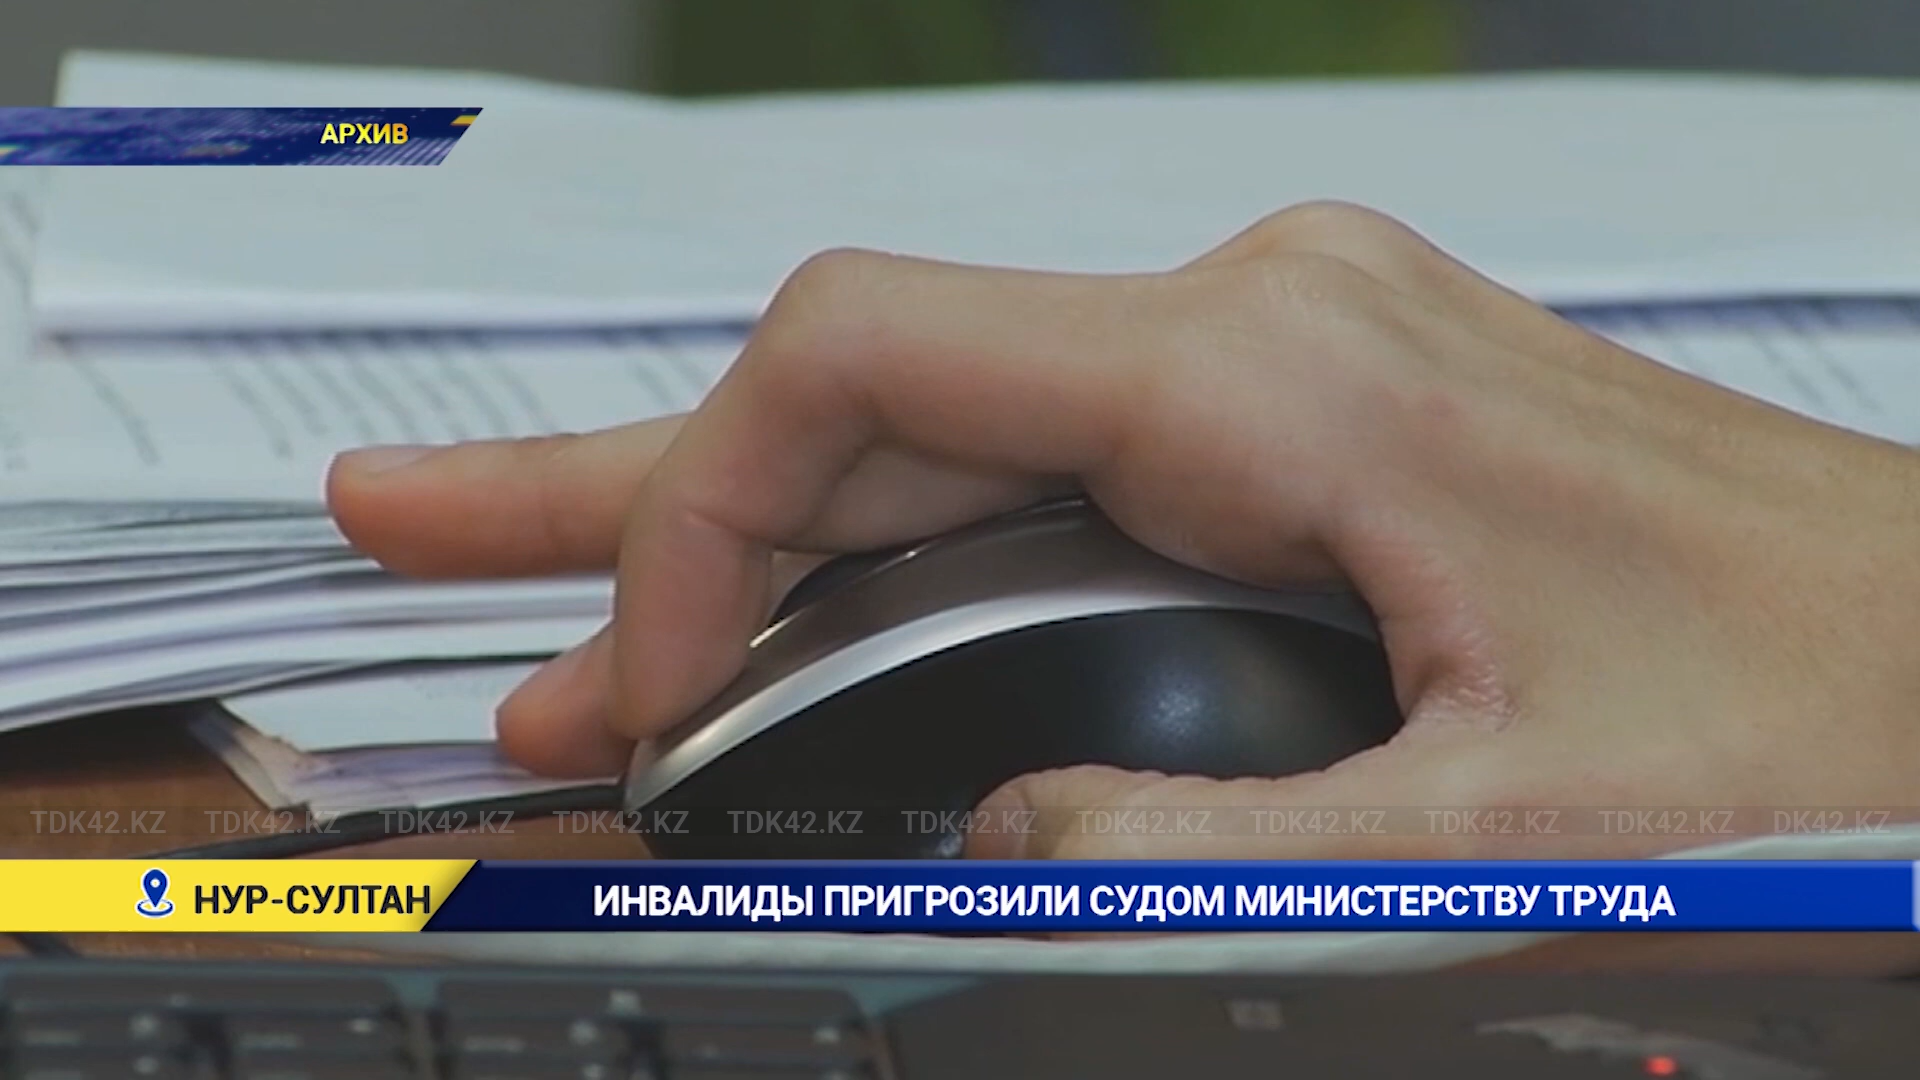 АРХИВ
TDK42.KZ TDK42.KZ TDK42.KZ TDK42.KZ TDK42.KZ TDK42.KZ TDK42.KZ TDK42.KZ TDK42.KZ TDK42.KZ DK42.KZ
НУР-СУЛТАН
ИНВАЛИДЫ ПРИГРОЗИЛИ СУДОМ МИНИСТЕРСТВУ ТРУДА